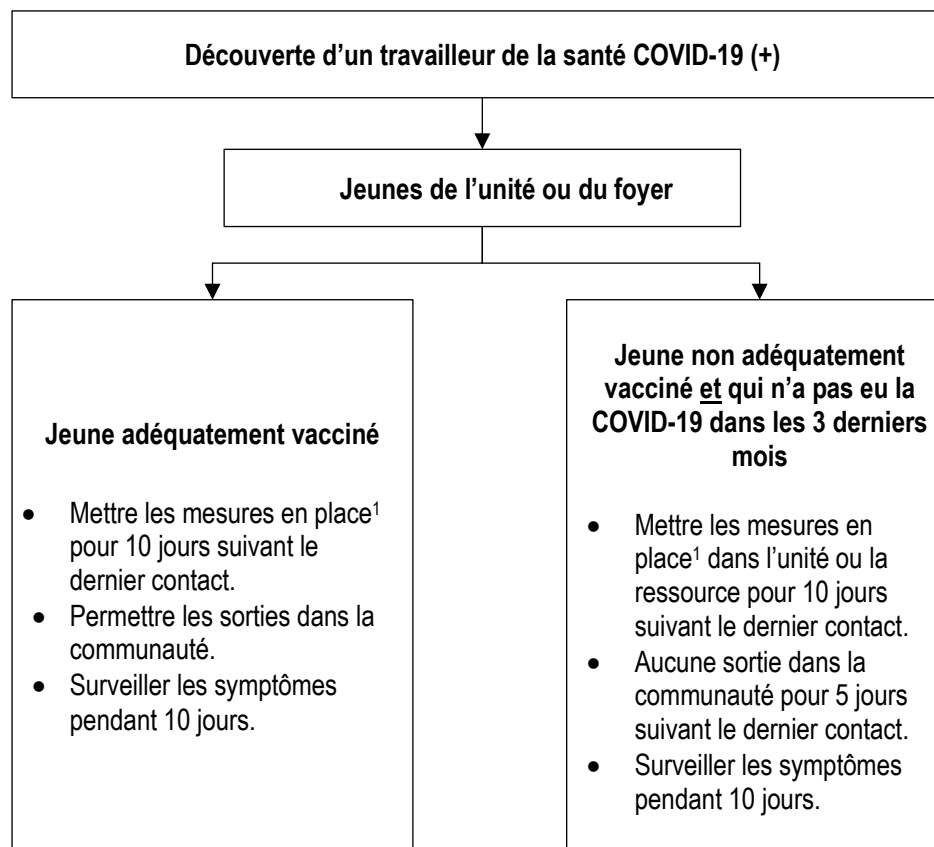 Découverte d’un travailleur de la santé COVID-19 (+)
Jeunes de l’unité ou du foyer
Jeune adéquatement vacciné
• Mettre les mesures en place¹
pour 10 jours suivant le
dernier contact.
• Permettre les sorties dans la
communauté.
• Surveiller les symptômes
pendant 10 jours.
Jeune non adéquatement
vacciné et qui n’a pas eu la
COVID-19 dans les 3 derniers
mois
• Mettre les mesures en
place¹ dans l’unité ou la
ressource pour 10 jours
suivant le dernier contact.
• Aucune sortie dans la
communauté pour 5 jours
suivant le dernier contact.
• Surveiller les symptômes
pendant 10 jours.